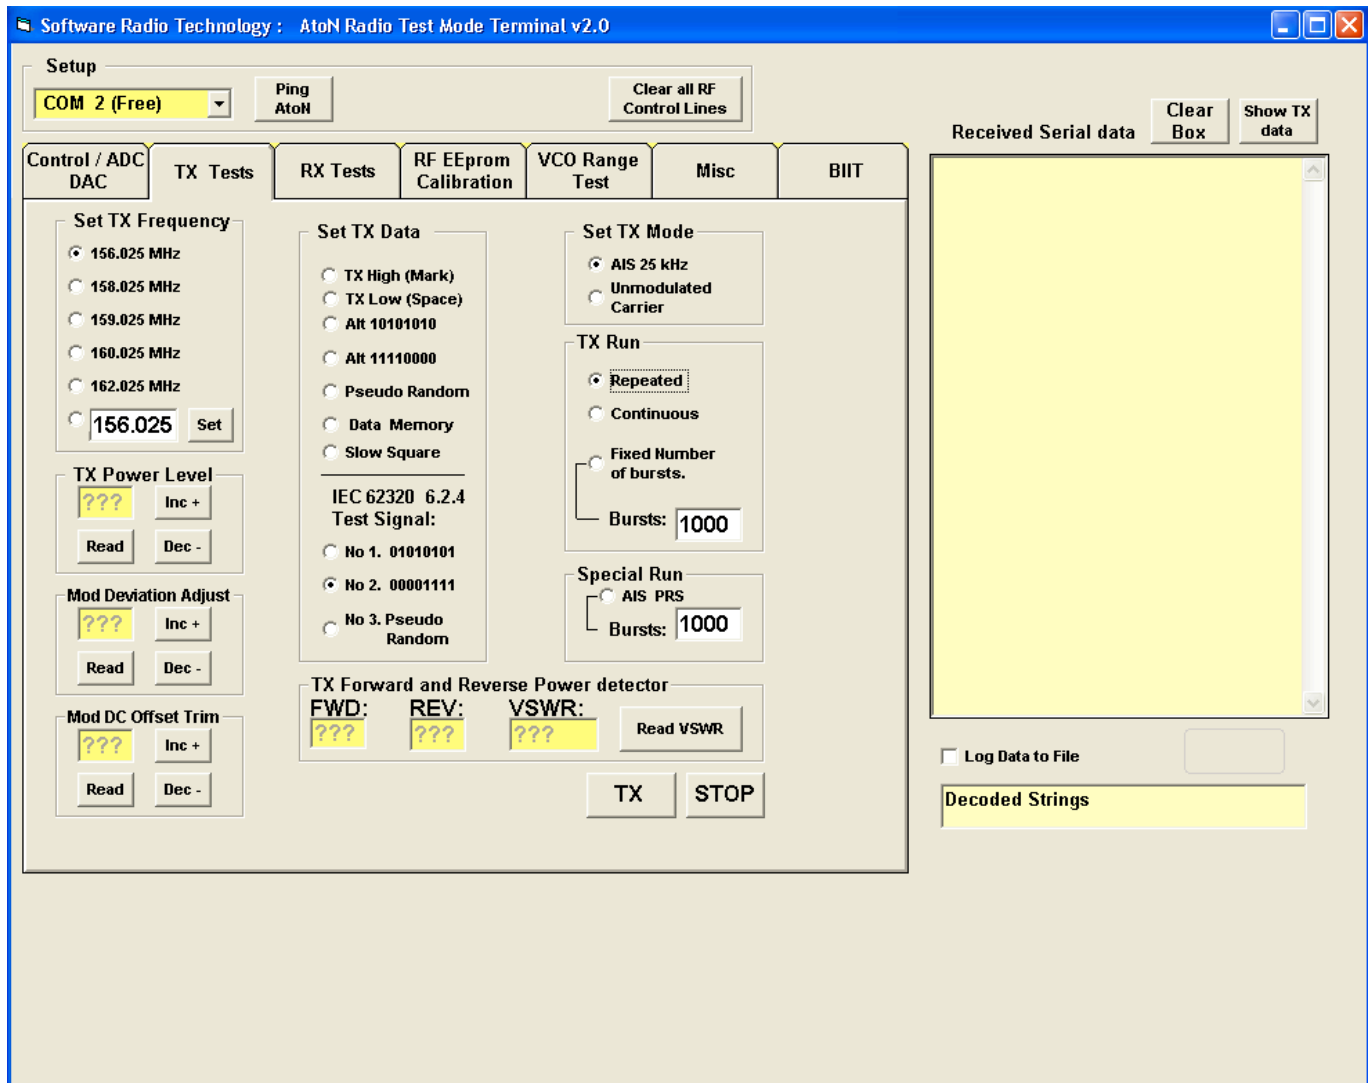 Software Radio Technology : AtoN Radio Test Mode Terminal v2.0
Setup
COM 2 (Free)
Ping
AtoN
Clear all RF
Control Lines
Received Serial data
Clear
Box
Show TX
data
Control / ADC
DAC
TX Tests
RX Tests
RF EEprom
Calibration
VCO Range
Test
Misc
BIIT
Set TX Frequency
156.025 MHz
158.025 MHz
159.025 MHz
160.025 MHz
162.025 MHz
156.025
Set
TX Power Level
???
Inc +
Read
Dec -
Mod Deviation Adjust
???
Inc +
Read
Dec -
Mod DC Offset Trim
???
Inc +
Read
Dec -
Set TX Data
TX High (Mark)
TX Low (Space)
Alt 10101010
Alt 11110000
Pseudo Random
Data Memory
Slow Square
IEC 62320 6.2.4
Test Signal:
No 1. 01010101
No 2. 00001111
No 3. Pseudo
Random
Set TX Mode
AIS 25 kHz
Unmodulated
Carrier
TX Run
Repeated
Continuous
Fixed Number
of bursts.
Bursts: 1000
Special Run
AIS PRS
Bursts: 1000
TX Forward and Reverse Power detector
FWD: REV: VSWR:
??? ??? ???
Read VSWR
TX
STOP
Log Data to File
Decoded Strings